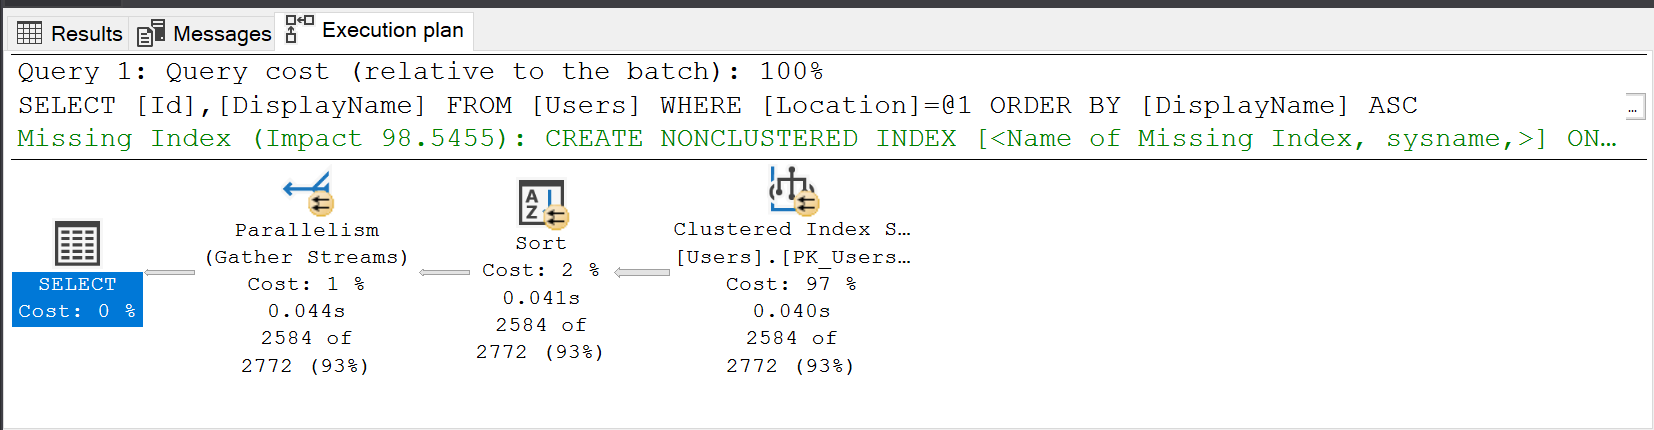 Results Messages Execution plan
Query 1: Query cost (relative to the batch): 100%
SELECT [Id],[DisplayName] FROM [Users] WHERE [Location]=@1 ORDER BY [DisplayName] ASC
...
Missing Index (Impact 98.5455): CREATE NONCLUSTERED INDEX [<Name of Missing Index, sysname,>] ON...
SELECT
Cost: 0 %
Parallelism
(Gather Streams)
Cost: 1 %
0.044s
2584 of
2772 (93%)
A
Z
Sort
Cost: 2 %
0.041s
2584 of
2772 (93%)
Clustered Index S...
[Users].[PK_Users...
Cost: 97 %
0.040s
2584 of
2772 (93%)